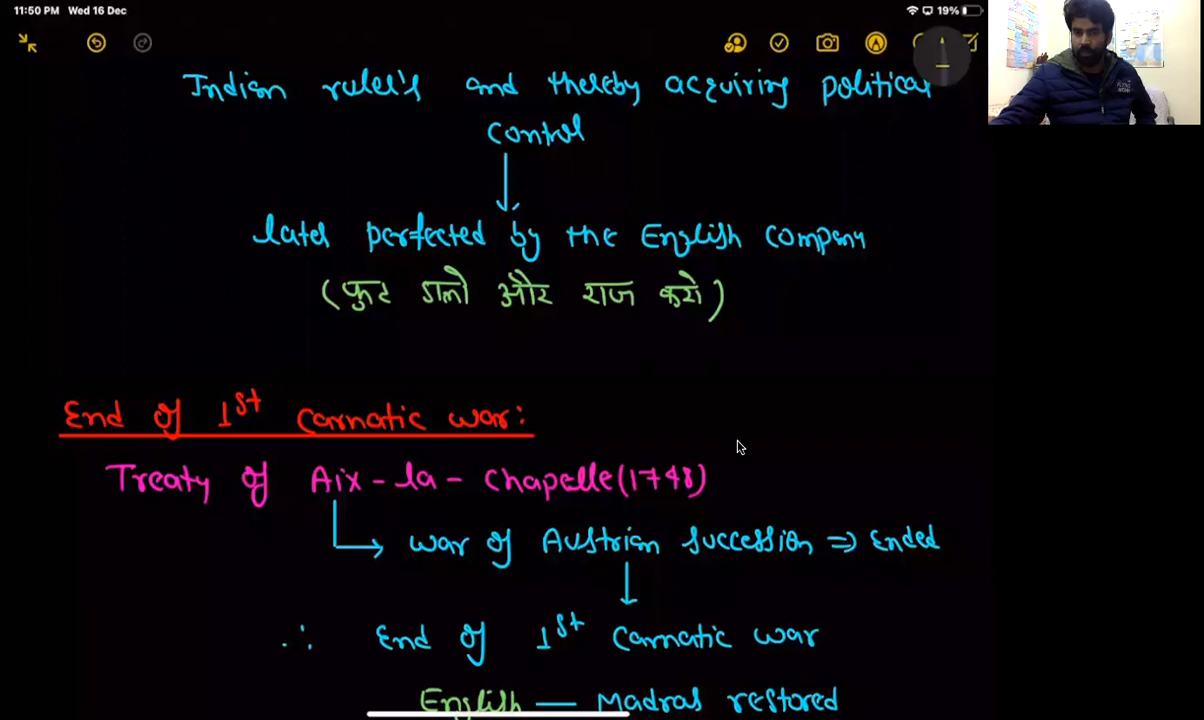 11:50 PM Wed 16 Dec
19%
Indian ruler's and thereby acquiring political
control
later perfected by the English company
(फुट डालो और राज करो)
End of 1st Carnatic war:
Treaty of Aix-la-Chapelle(1748)
War of Austrian succession ⇒ Ended
∴ End of 1st Carnatic war
English — Madras restored